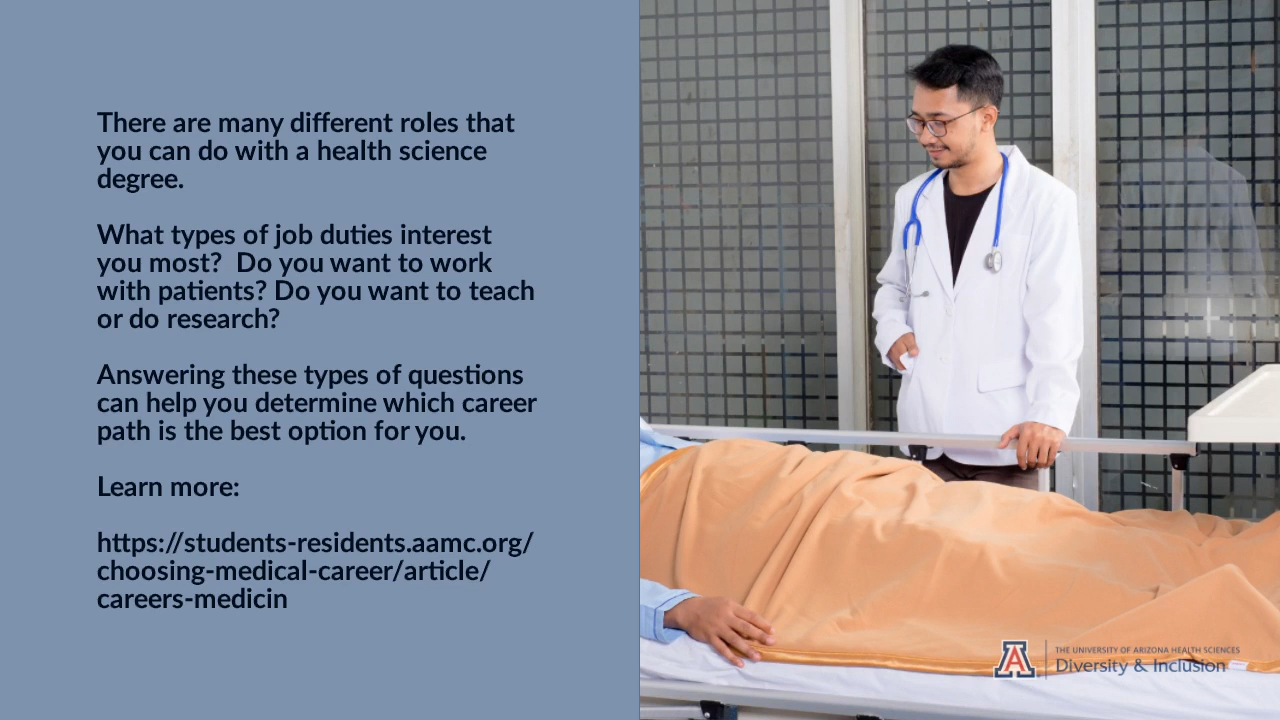 There are many different roles that
you can do with a health science
degree.
What types of job duties interest
you most?  Do you want to work
with patients? Do you want to teach
or do research?
Answering these types of questions
can help you determine which career
path is the best option for you.
Learn more:
https://students-residents.aamc.org/
choosing-medical-career/article/
careers-medicin
A
THE UNIVERSITY OF ARIZONA HEALTH SCIENCES
Diversity & Inclusion